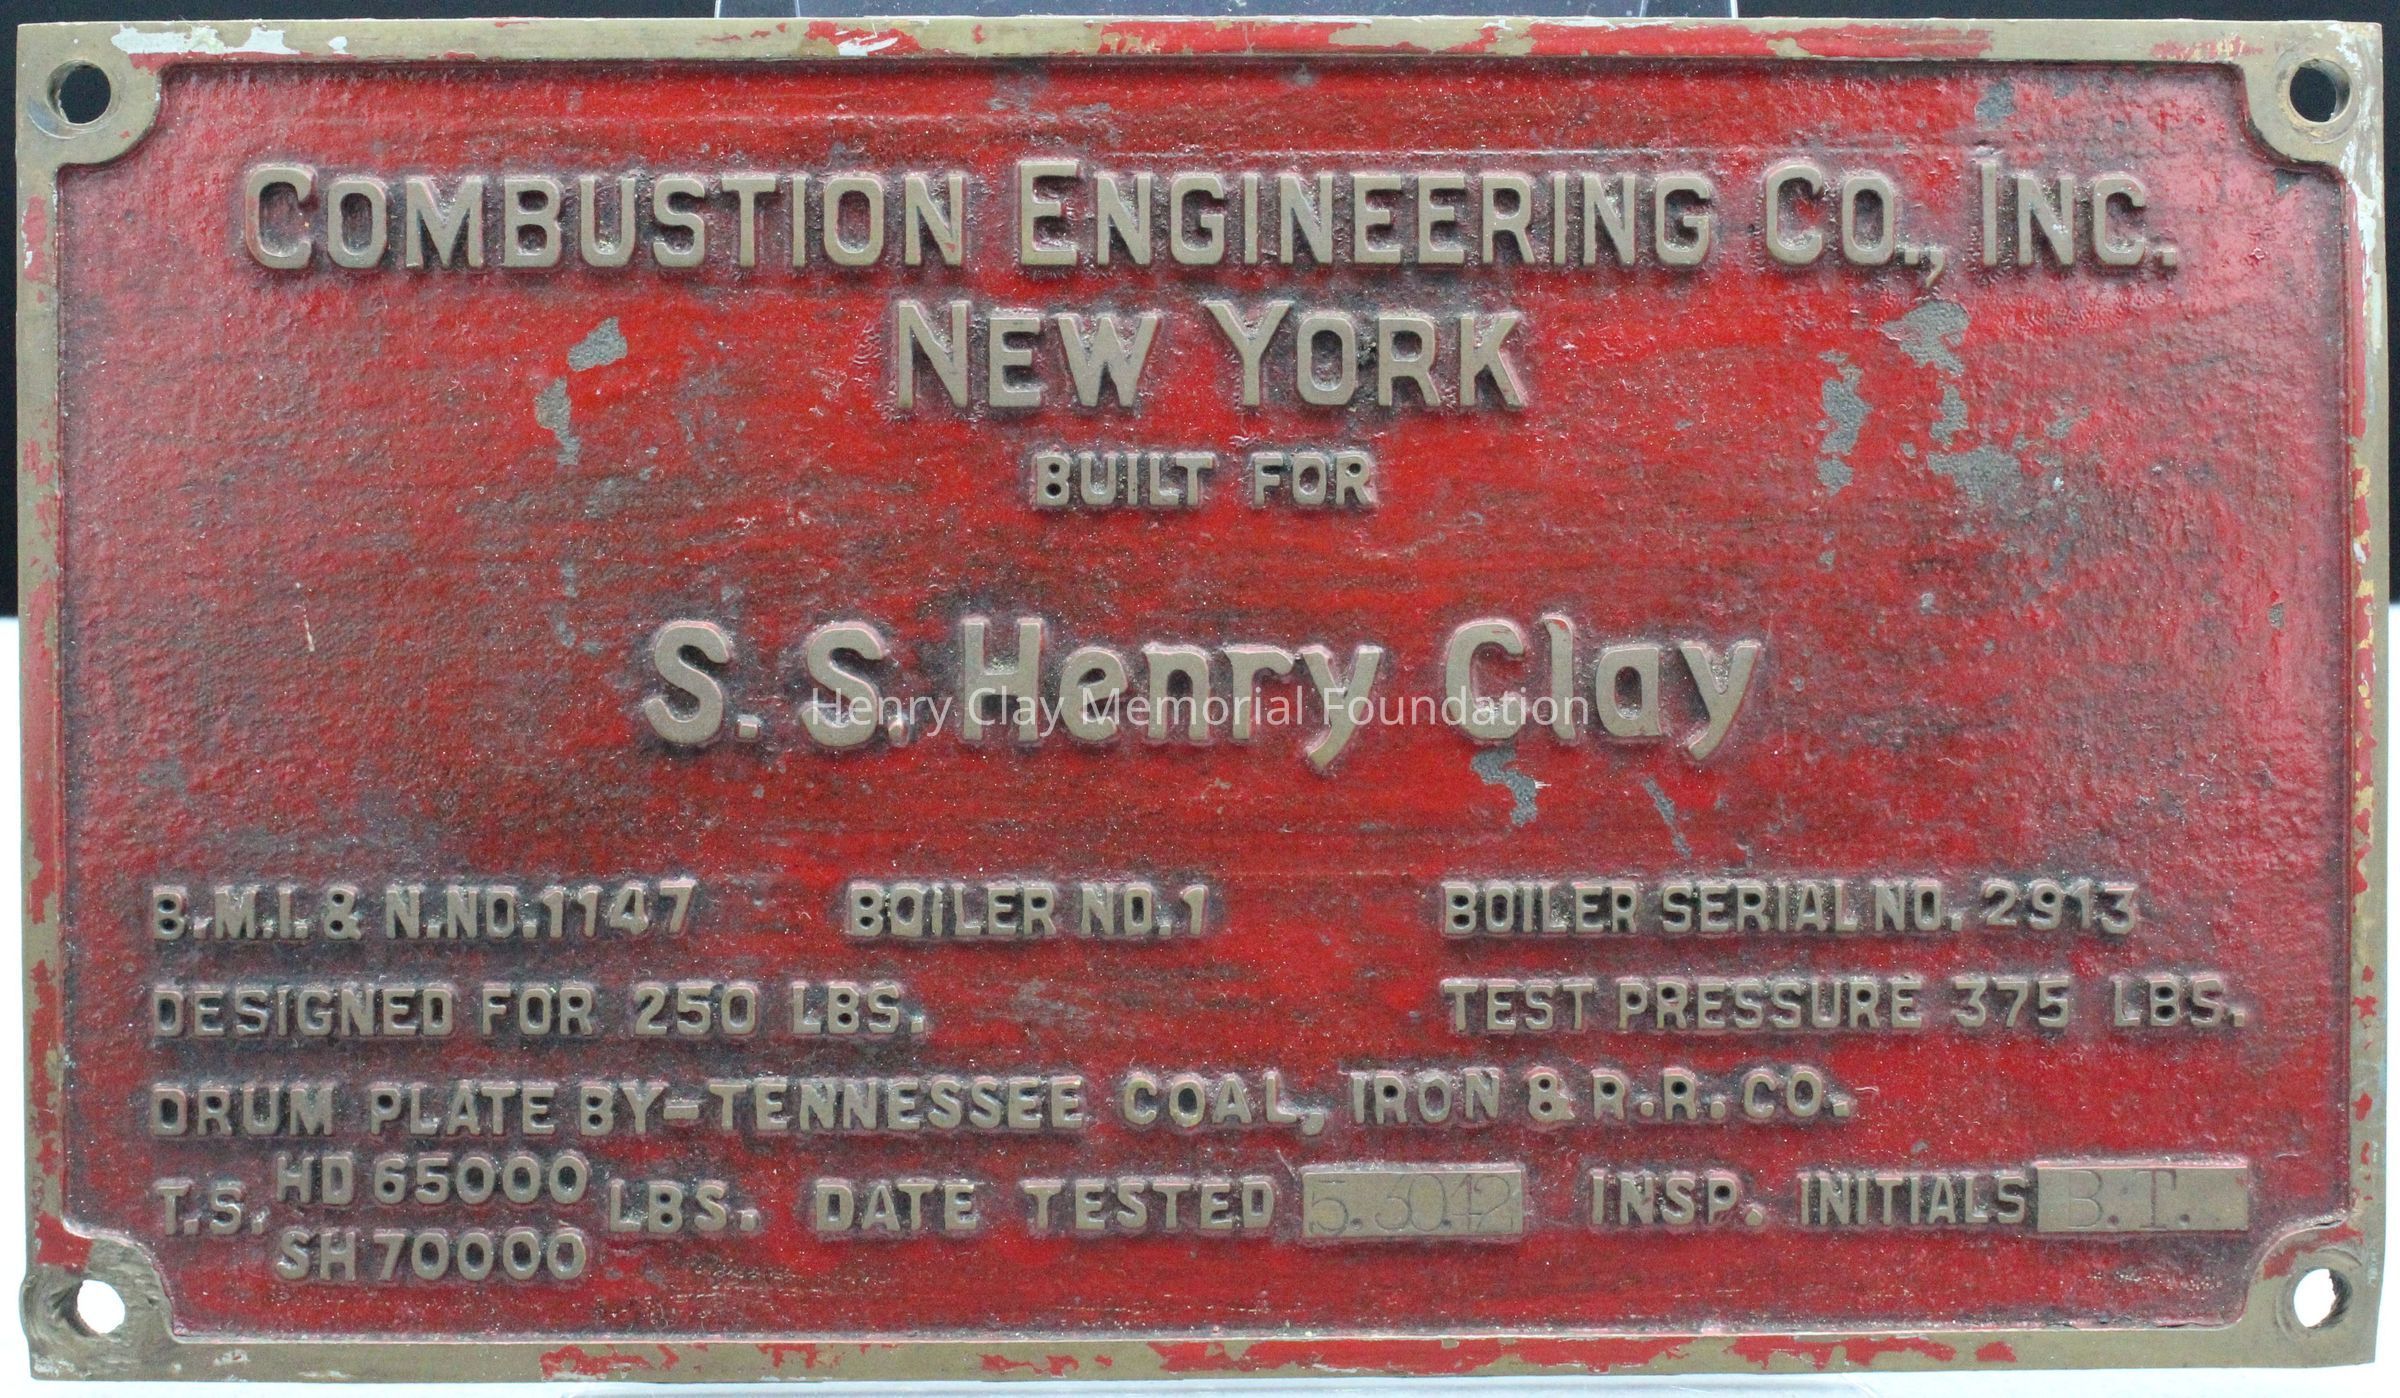 COMBUSTION ENGINEERING CO., INC.
NEW YORK
BUILT FOR
S. S. Henry Clay
Henry Clay Memorial Foundation
B.M.I. & N.NO. 1147 BOILER NO. 1 BOILER SERIAL NO. 2913
DESIGNED FOR 250 LBS. TEST PRESSURE 375 LBS.
DRUM PLATE BY-TENNESSEE COAL, IRON & R.R. CO.
T.S. HD 65000 LBS. DATE TESTED 5.30.42 INSP. INITIALS B.T.
SH 70000